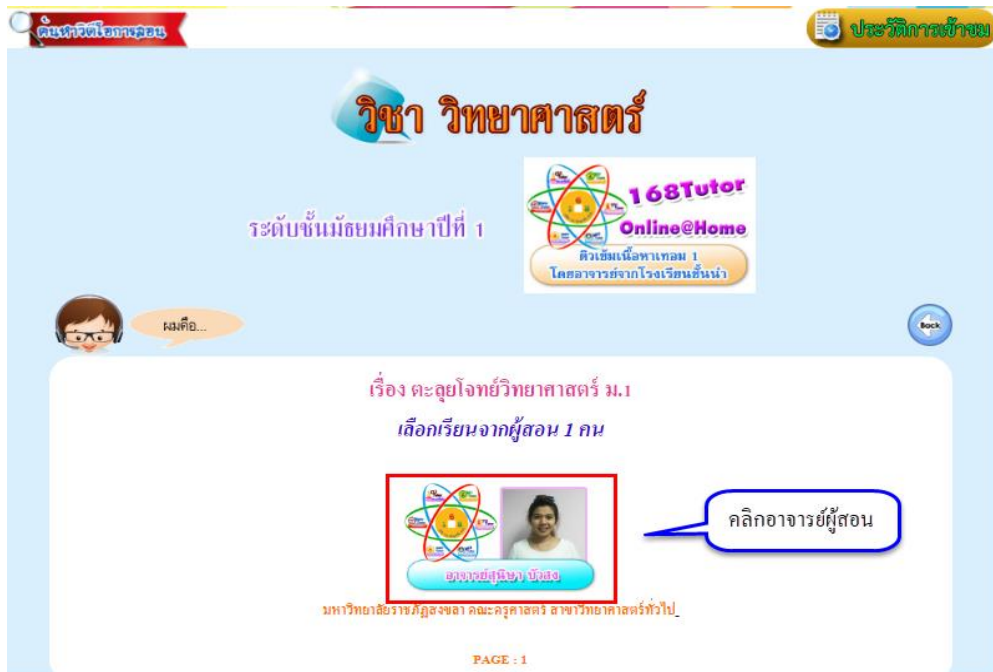 ค้นหาวิดีโอการสอน
ประวัติการเข้าชม
วิชา วิทยาศาสตร์
ระดับชั้นมัธยมศึกษาปีที่ 1
168Tutor
Online@Home
ติวเข้มเนื้อหาเทอม 1
โดยอาจารย์จากโรงเรียนชั้นนำ
ผมคือ...
Back
เรื่อง ตะลุยโจทย์วิทยาศาสตร์ ม.1
เลือกเรียนจากผู้สอน 1 คน
อาจารย์สุนิษา บัวสง
คลิกอาจารย์ผู้สอน
มหาวิทยาลัยราชภัฏสงขลา คณะครุศาสตร์ สาขาวิทยาศาสตร์ทั่วไป
PAGE : 1